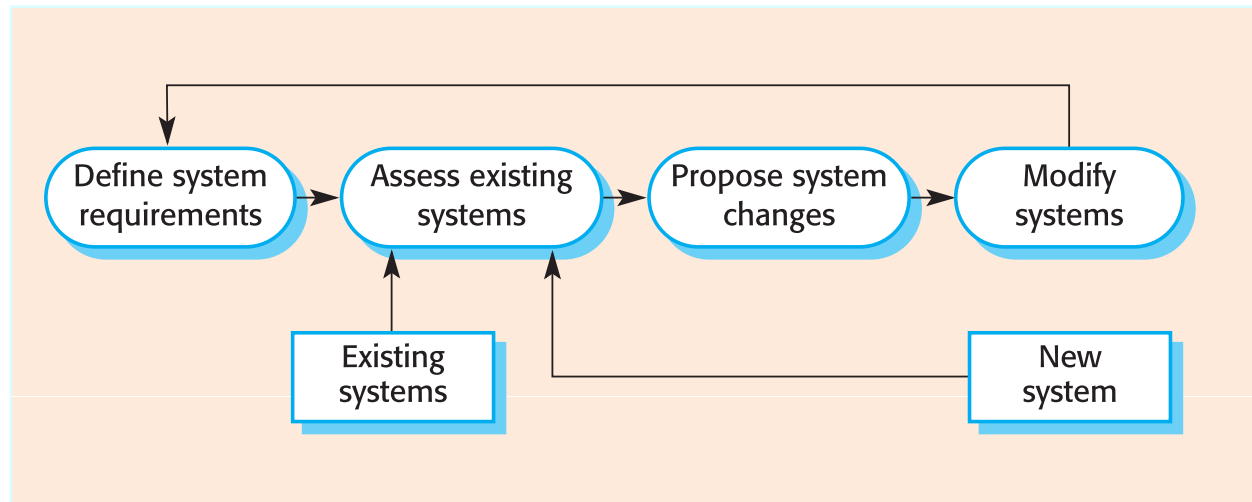 Define system
requirements
Assess existing
systems
Propose system
changes
Modify
systems
Existing
systems
New
system